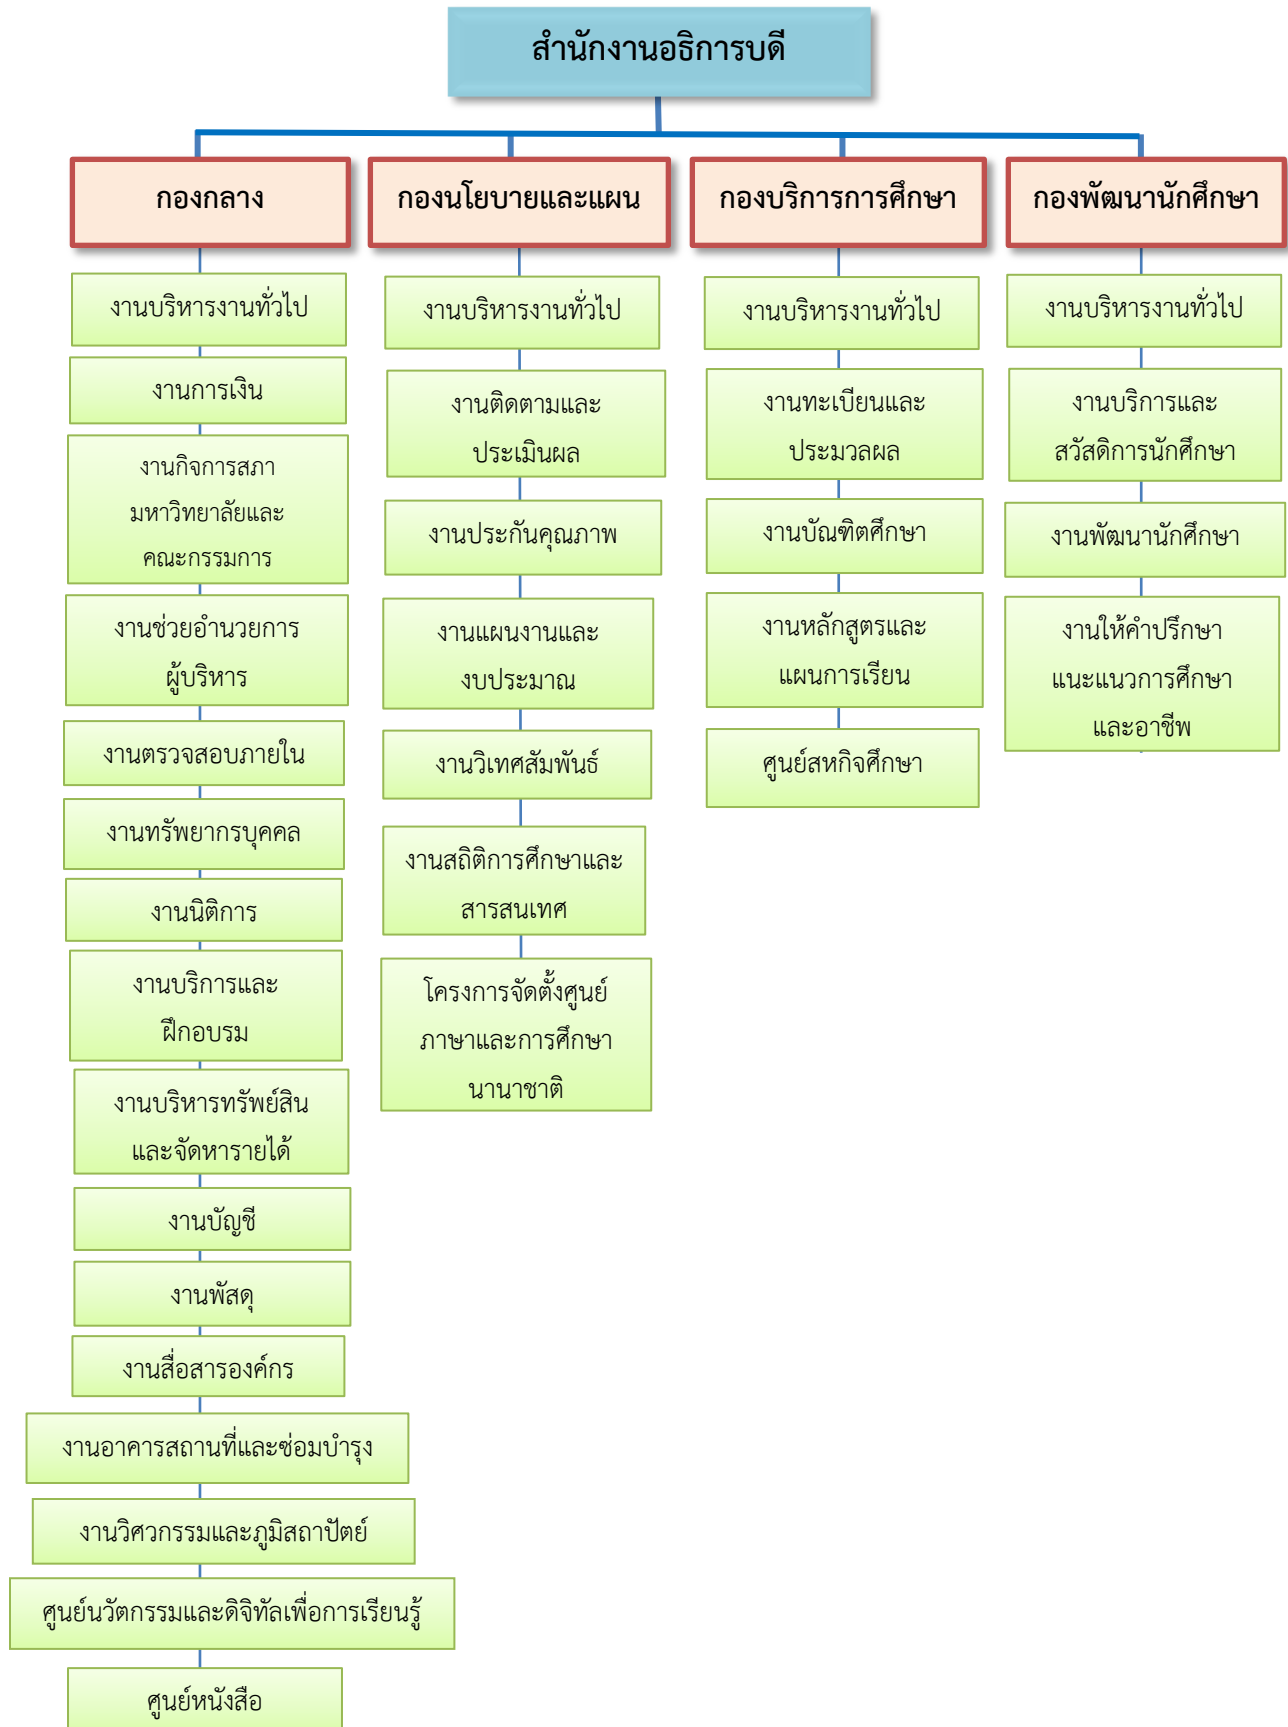 สำนักงานอธิการบดี
กองกลาง
งานบริหารงานทั่วไป
งานการเงิน
งานกิจการสภา
มหาวิทยาลัยและ
คณะกรรมการ
งานช่วยอำนวยการ
ผู้บริหาร
งานตรวจสอบภายใน
งานทรัพยากรบุคคล
งานนิติการ
งานบริการและ
ฝึกอบรม
งานบริหารทรัพย์สิน
และจัดหารายได้
งานบัญชี
งานพัสดุ
งานสื่อสารองค์กร
งานอาคารสถานที่และซ่อมบำรุง
งานวิศวกรรมและภูมิสถาปัตย์
ศูนย์นวัตกรรมและดิจิทัลเพื่อการเรียนรู้
ศูนย์หนังสือ
กองนโยบายและแผน
งานบริหารงานทั่วไป
งานติดตามและ
ประเมินผล
งานประกันคุณภาพ
งานแผนงานและ
งบประมาณ
งานวิเทศสัมพันธ์
งานสถิติการศึกษาและ
สารสนเทศ
โครงการจัดตั้งศูนย์
ภาษาและการศึกษา
นานาชาติ
กองบริการการศึกษา
งานบริหารงานทั่วไป
งานทะเบียนและ
ประมวลผล
งานบัณฑิตศึกษา
งานหลักสูตรและ
แผนการเรียน
ศูนย์สหกิจศึกษา
กองพัฒนานักศึกษา
งานบริหารงานทั่วไป
งานบริการและ
สวัสดิการนักศึกษา
งานพัฒนานักศึกษา
งานให้คำปรึกษา
แนะแนวการศึกษา
และอาชีพ